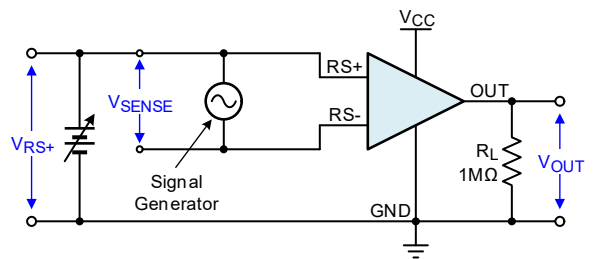 VCC
RS+
VSENSE
OUT
RS-
VRS+
RL
1MΩ
VOUT
Signal
Generator
GND